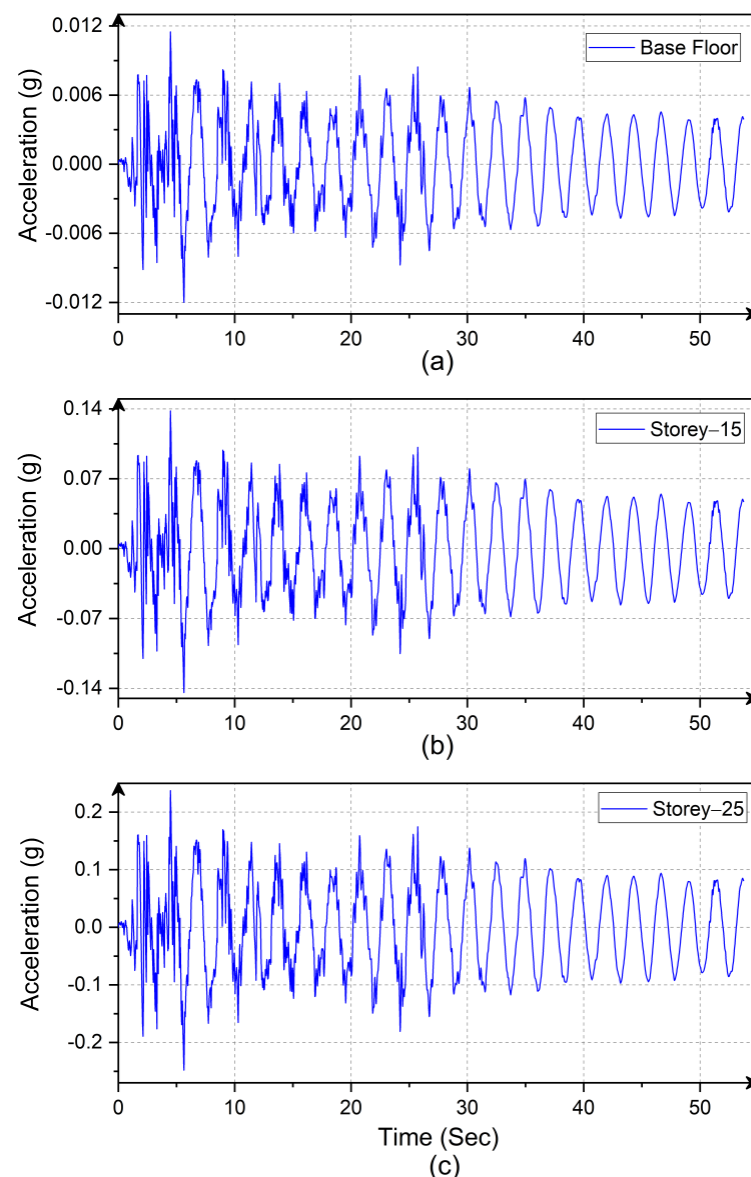 Acceleration (g)
0.012
0.006
0.000
-0.006
-0.012
Base Floor
0 10 20 30 40 50
(a)
Acceleration (g)
0.14
0.07
0.00
-0.07
-0.14
Storey–15
0 10 20 30 40 50
(b)
Acceleration (g)
0.2
0.1
0.0
-0.1
-0.2
Storey–25
0 10 20 30 40 50
Time (Sec)
(c)